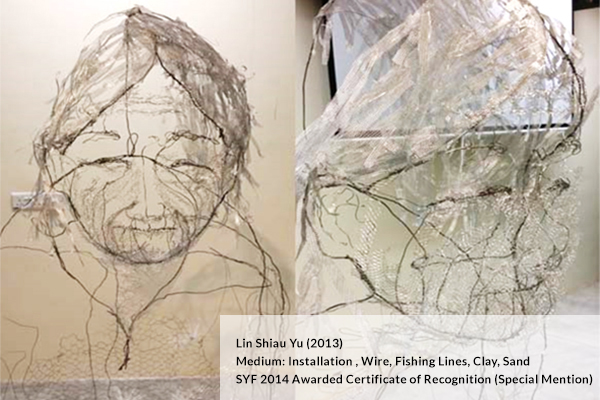 Lin Shiau Yu (2013)
Medium: Installation , Wire, Fishing Lines, Clay, Sand
SYF 2014 Awarded Certificate of Recognition (Special Mention)